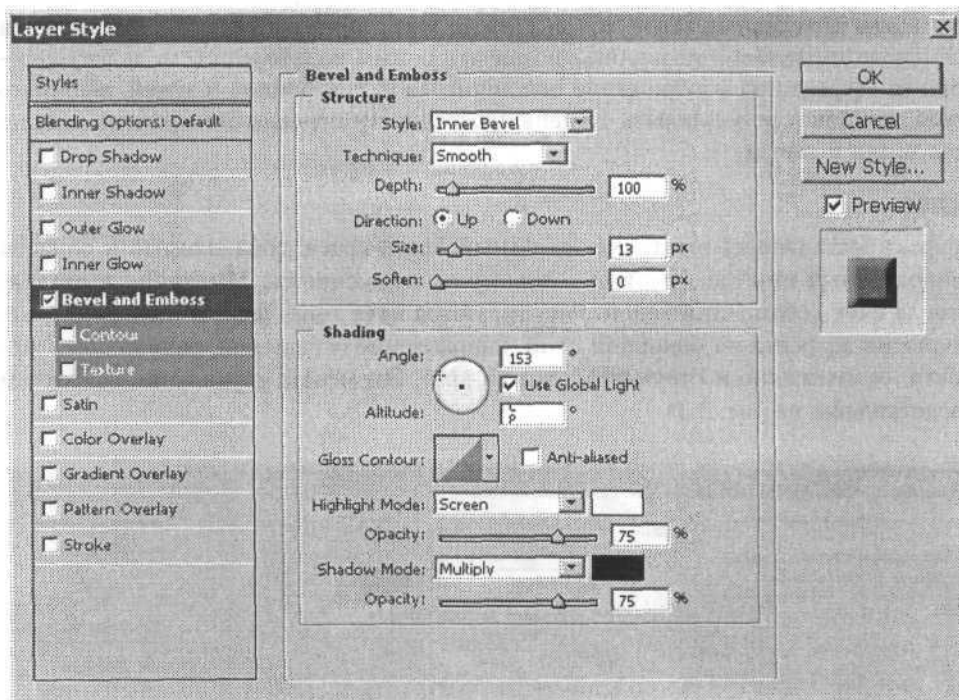 Layer Style
Styles
Blending Options: Default
Drop Shadow
Inner Shadow
Outer Glow
Inner Glow
Bevel and Emboss
Contour
Texture
Satin
Color Overlay
Gradient Overlay
Pattern Overlay
Stroke
Bevel and Emboss
Structure
Style: Inner Bevel
Technique: Smooth
Depth: 100 %
Direction: Up Down
Size: 13 px
Soften: 0 px
Shading
Angle: 153 °
Use Global Light
Altitude: °
Gloss Contour: Anti-aliased
Highlight Mode: Screen
Opacity: 75 %
Shadow Mode: Multiply
Opacity: 75 %
OK
Cancel
New Style...
Preview